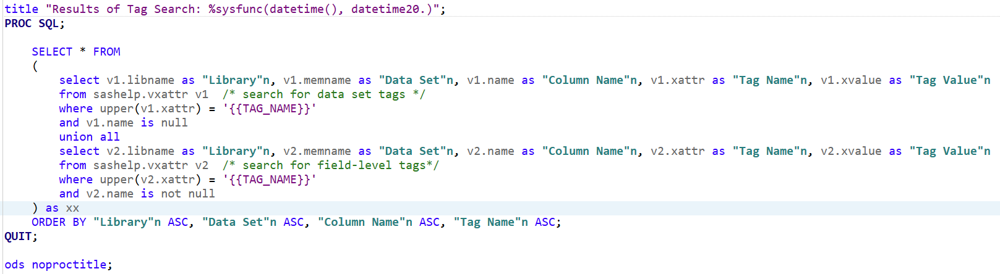 title "Results of Tag Search: %sysfunc(datetime(), datetime20.)";
PROC SQL;
SELECT * FROM
(
select v1.libname as "Library"n, v1.memname as "Data Set"n, v1.name as "Column Name"n, v1.xattr as "Tag Name"n, v1.xvalue as "Tag Value"n
from sashelp.vxattr v1 /* search for data set tags */
where upper(v1.xattr) = '{{TAG_NAME}}'
and v1.name is null
union all
select v2.libname as "Library"n, v2.memname as "Data Set"n, v2.name as "Column Name"n, v2.xattr as "Tag Name"n, v2.xvalue as "Tag Value"n
from sashelp.vxattr v2 /* search for field-level tags*/
where upper(v2.xattr) = '{{TAG_NAME}}'
and v2.name is not null
) as xx
ORDER BY "Library"n ASC, "Data Set"n ASC, "Column Name"n ASC, "Tag Name"n ASC;
QUIT;
ods noproctitle;